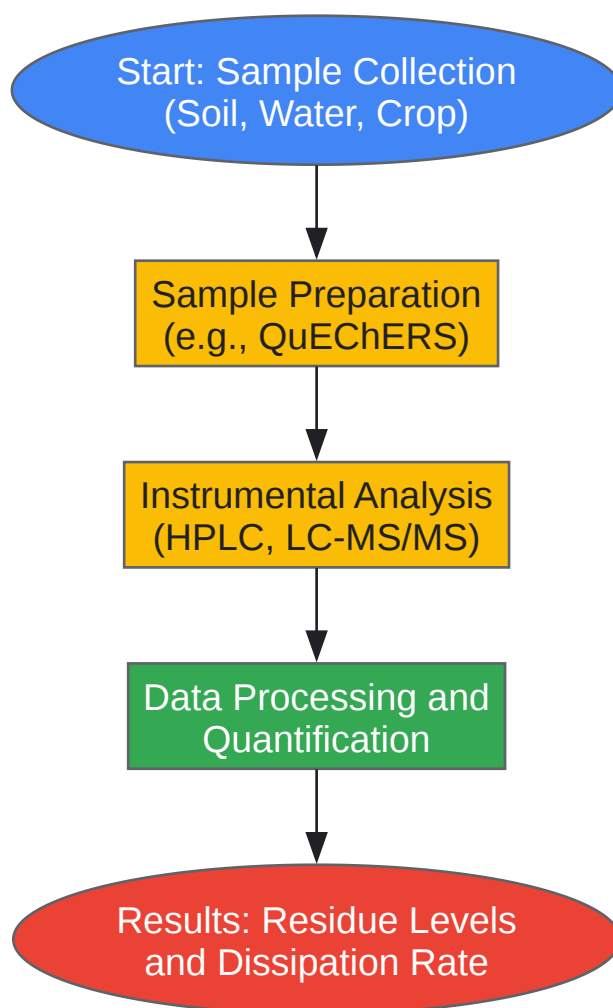 Start: Sample Collection
(Soil, Water, Crop)
Sample Preparation
(e.g., QuEChERS)
Instrumental Analysis
(HPLC, LC-MS/MS)
Data Processing and
Quantification
Results: Residue Levels
and Dissipation Rate